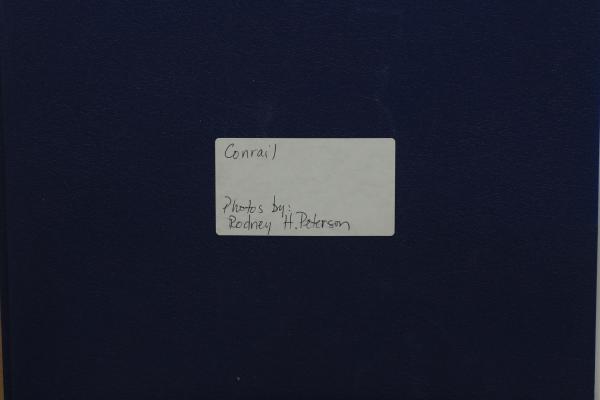 Conrail
Photos by:
Rodney H. Peterson